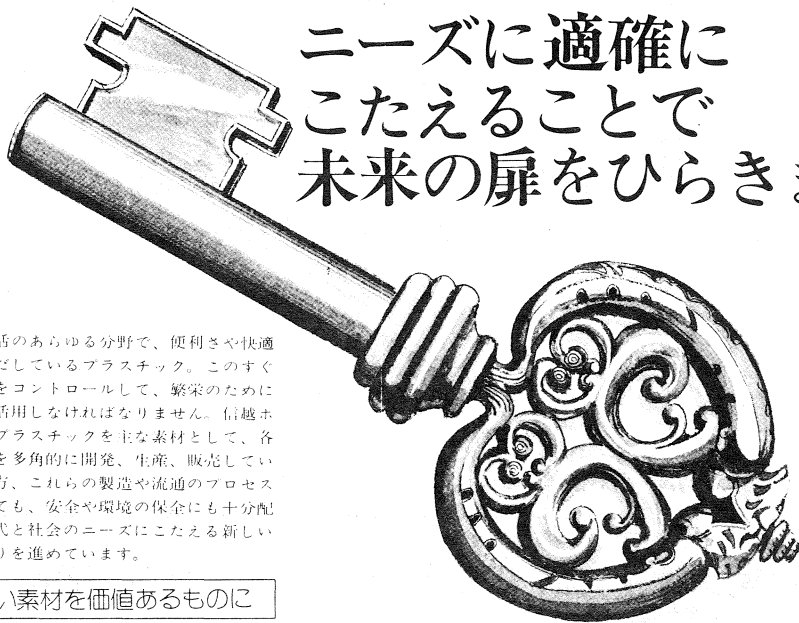 ニーズに適確に
こたえることで
未来の扉をひらきま
活のあらゆる分野で、便利さや快適
だしているプラスチック。このすぐ
をコントロールして、繁栄のために
活用しなければなりません。信越ポ
プラスチックを主な素材として、各
を多角的に開発、生産、販売してい
方、これらの製造や流通のプロセス
ても、安全や環境の保全にも十分配
代と社会のニーズにこたえる新しい
りを進めています。
い素材を価値あるものに